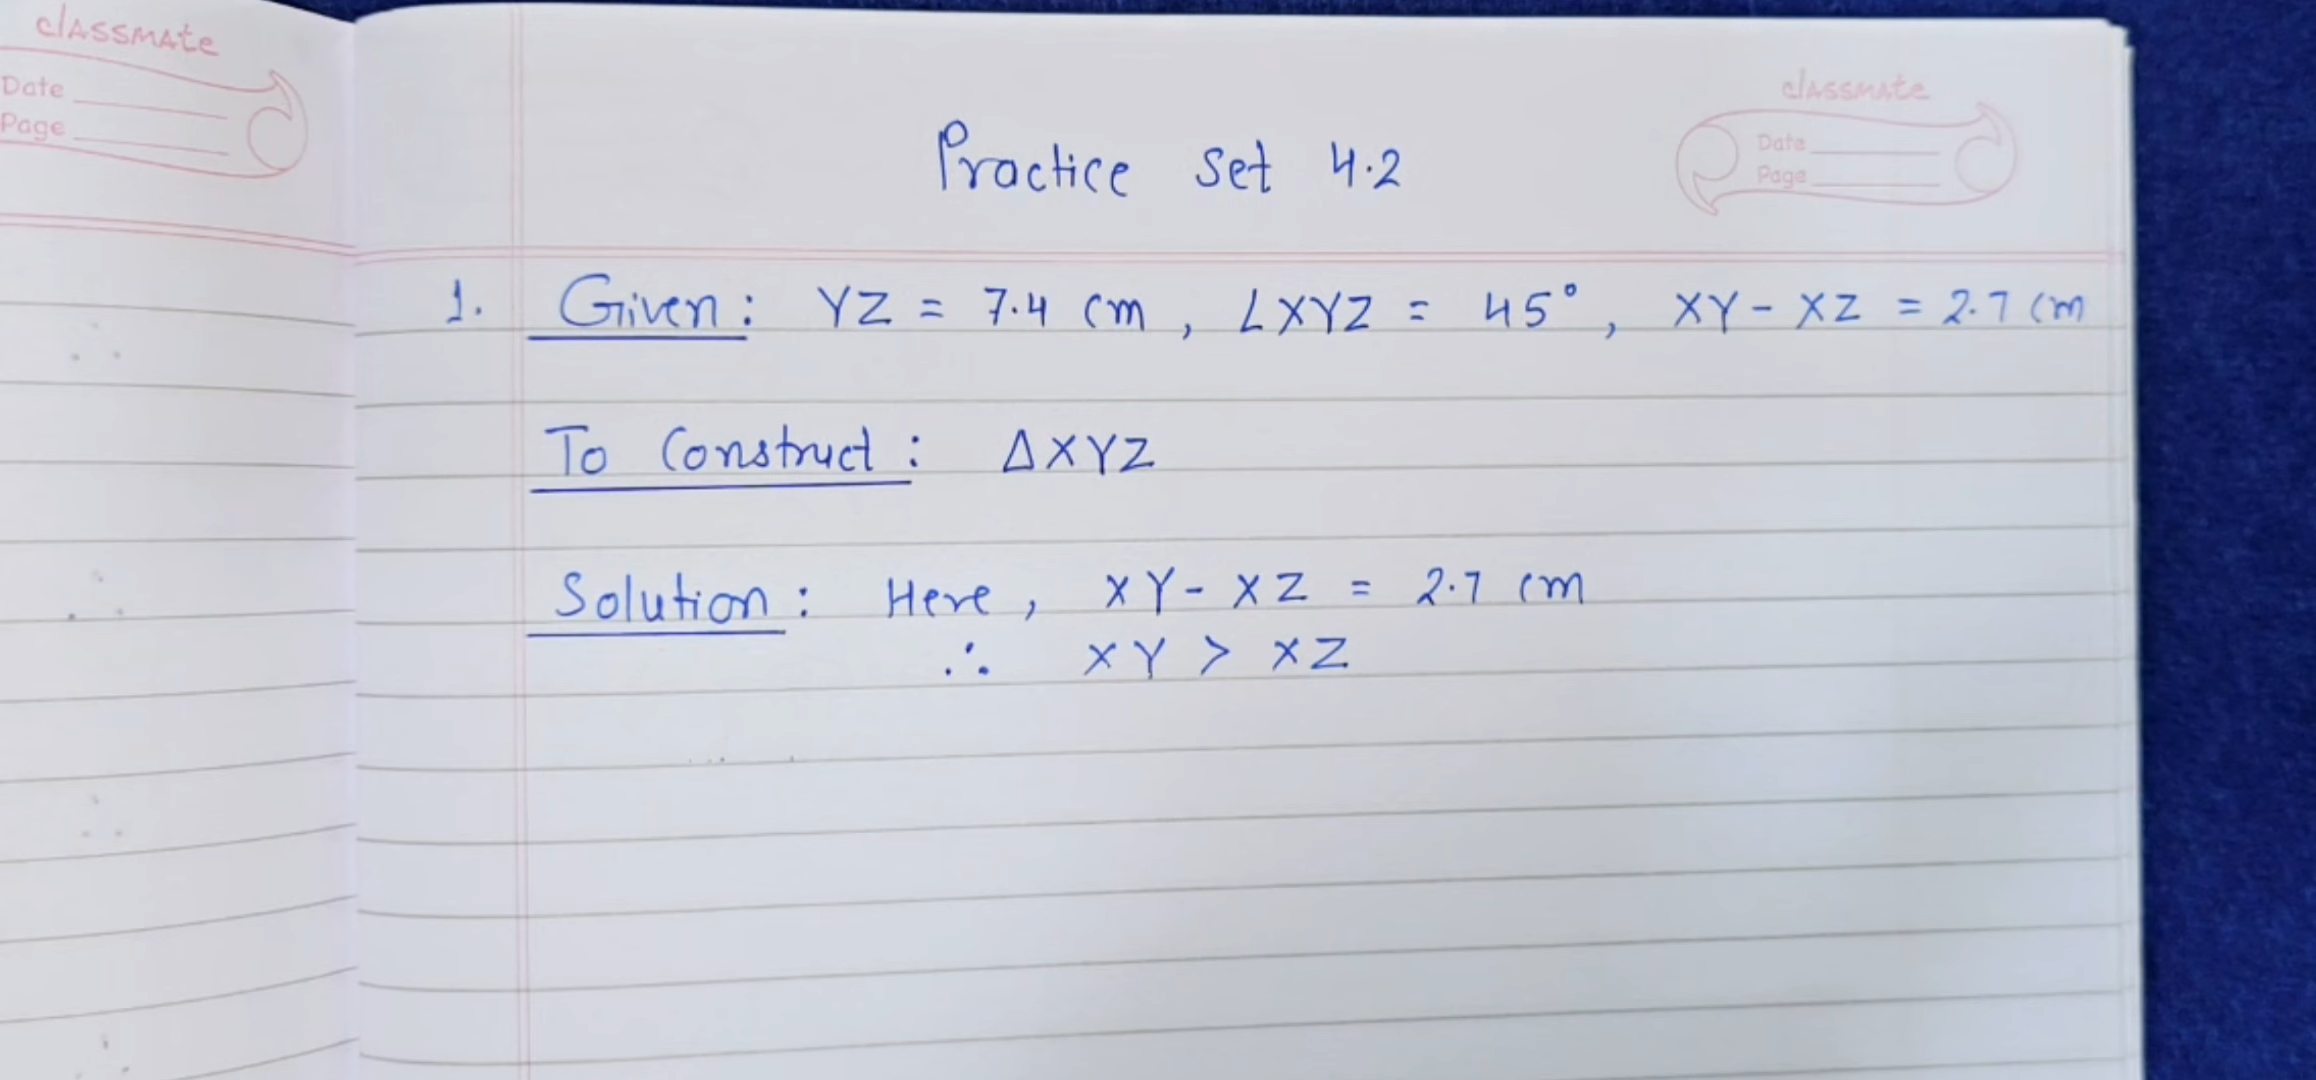 classmate
Date
Page
classmate
Date
Page
Practice set 4.2
1. Given: YZ = 7.4 cm, ∠XYZ = 45°, XY - XZ = 2.7 cm
To Construct: ΔXYZ
Solution: Here, XY - XZ = 2.7 cm
∴ XY > XZ